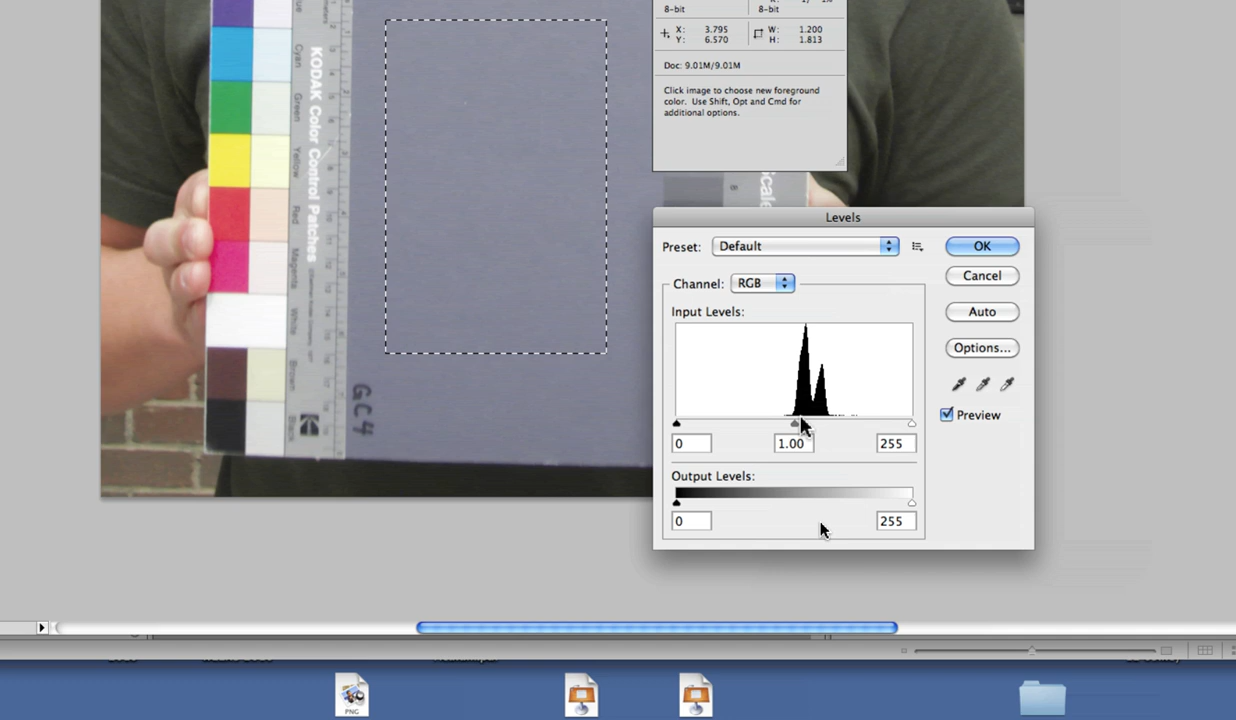 8-bit
8-bit
X: 3.795
Y: 6.570
W: 1.200
H: 1.813
Doc: 9.01M/9.01M
Click image to choose new foreground
color. Use Shift, Opt and Cmd for
additional options.
Cyan
Green
Yellow
Red
Magenta
White
Brown
Black
KODAK Color Control Patches
GC4
Scale
8
Levels
Preset: Default
OK
Cancel
Channel: RGB
Auto
Input Levels:
Options...
Preview
0
1.00
255
Output Levels:
0
255
PNG